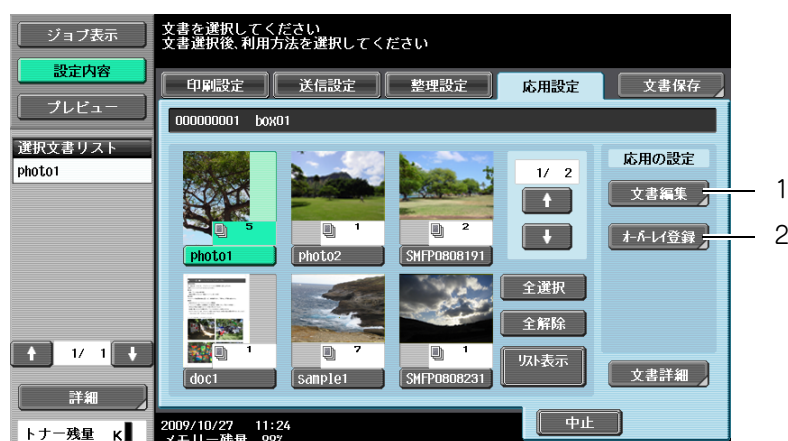 ジョブ表示
設定内容
プレビュー
選択文書リスト
photo1
1/ 1
詳細
トナー残量 K
文書を選択してください
文書選択後、利用方法を選択してください
印刷設定
送信設定
整理設定
応用設定
文書保存
000000001 box01
5
photo1
1
photo2
2
SMFP0808191
1
doc1
7
sample1
1
SMFP0808231
1/ 2
全選択
全解除
リスト表示
応用の設定
文書編集
1
オーバーレイ登録
2
文書詳細
2009/10/27 11:24
メモリー残量 99%
中止